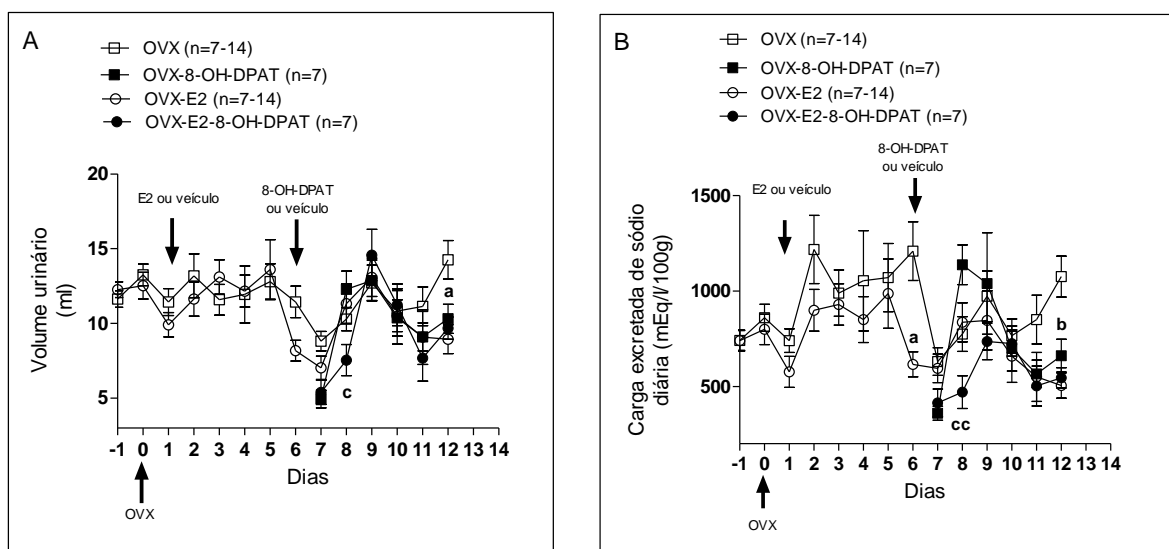 A
OVX (n=7-14)
OVX-8-OH-DPAT (n=7)
OVX-E2 (n=7-14)
OVX-E2-8-OH-DPAT (n=7)
E2 ou veículo
8-OH-DPAT
ou veículo
Volume urinário
(ml)
20
15
10
5
a
c
-1 0 1 2 3 4 5 6 7 8 9 10 11 12 13 14
Dias
OVX
B
OVX (n=7-14)
OVX-8-OH-DPAT (n=7)
OVX-E2 (n=7-14)
OVX-E2-8-OH-DPAT (n=7)
8-OH-DPAT
ou veículo
E2 ou veículo
Carga excretada de sódio
diária (mEq/l/100g)
1500
1000
500
a
b
cc
-1 0 1 2 3 4 5 6 7 8 9 10 11 12 13 14
Dias
OVX